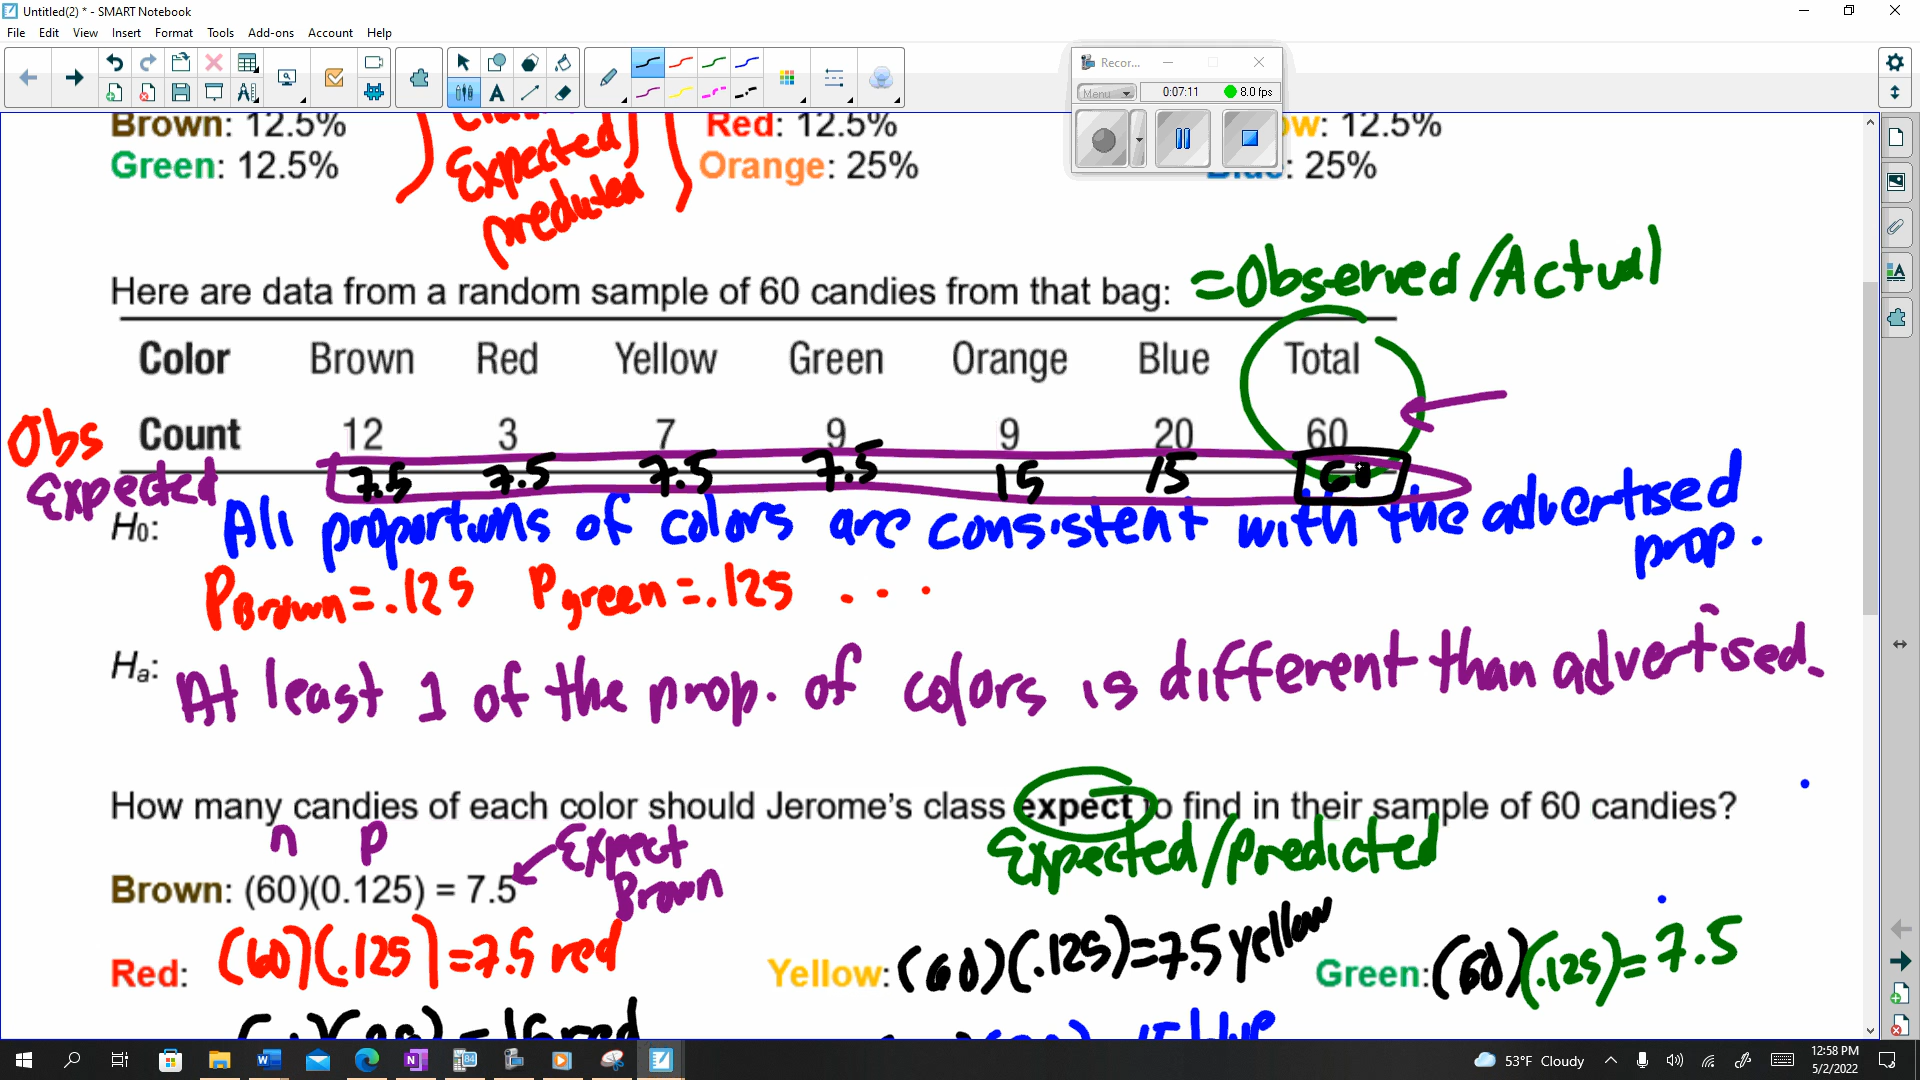 Untitled(2) * - SMART Notebook
File Edit View Insert Format Tools Add-ons Account Help
Recor...
Menu 0:07:11 8.0 fps
Brown: 12.5% Red: 12.5% ow: 12.5%
Green: 12.5% Expected Orange: 25% Blue: 25%
predicted
Here are data from a random sample of 60 candies from that bag: =Observed/Actual
Color Brown Red Yellow Green Orange Blue Total
Obs Count 12 3 7 9 9 20 60
Expected 7.5 7.5 7.5 7.5 15 15 60
H0: All proportions of colors are consistent with the advertised
prop.
PBrown=.125 Pgreen=.125 ...
Ha: At least 1 of the prop. of colors is different than advertised.
How many candies of each color should Jerome's class expect to find in their sample of 60 candies?
n p Expect Expected/predicted
Brown: (60)(0.125) = 7.5 Brown
Red: (60)(.125)=7.5 red Yellow: (60)(.125)=7.5 yellow Green: (60)(.125)=7.5
53°F Cloudy 12:58 PM
5/2/2022